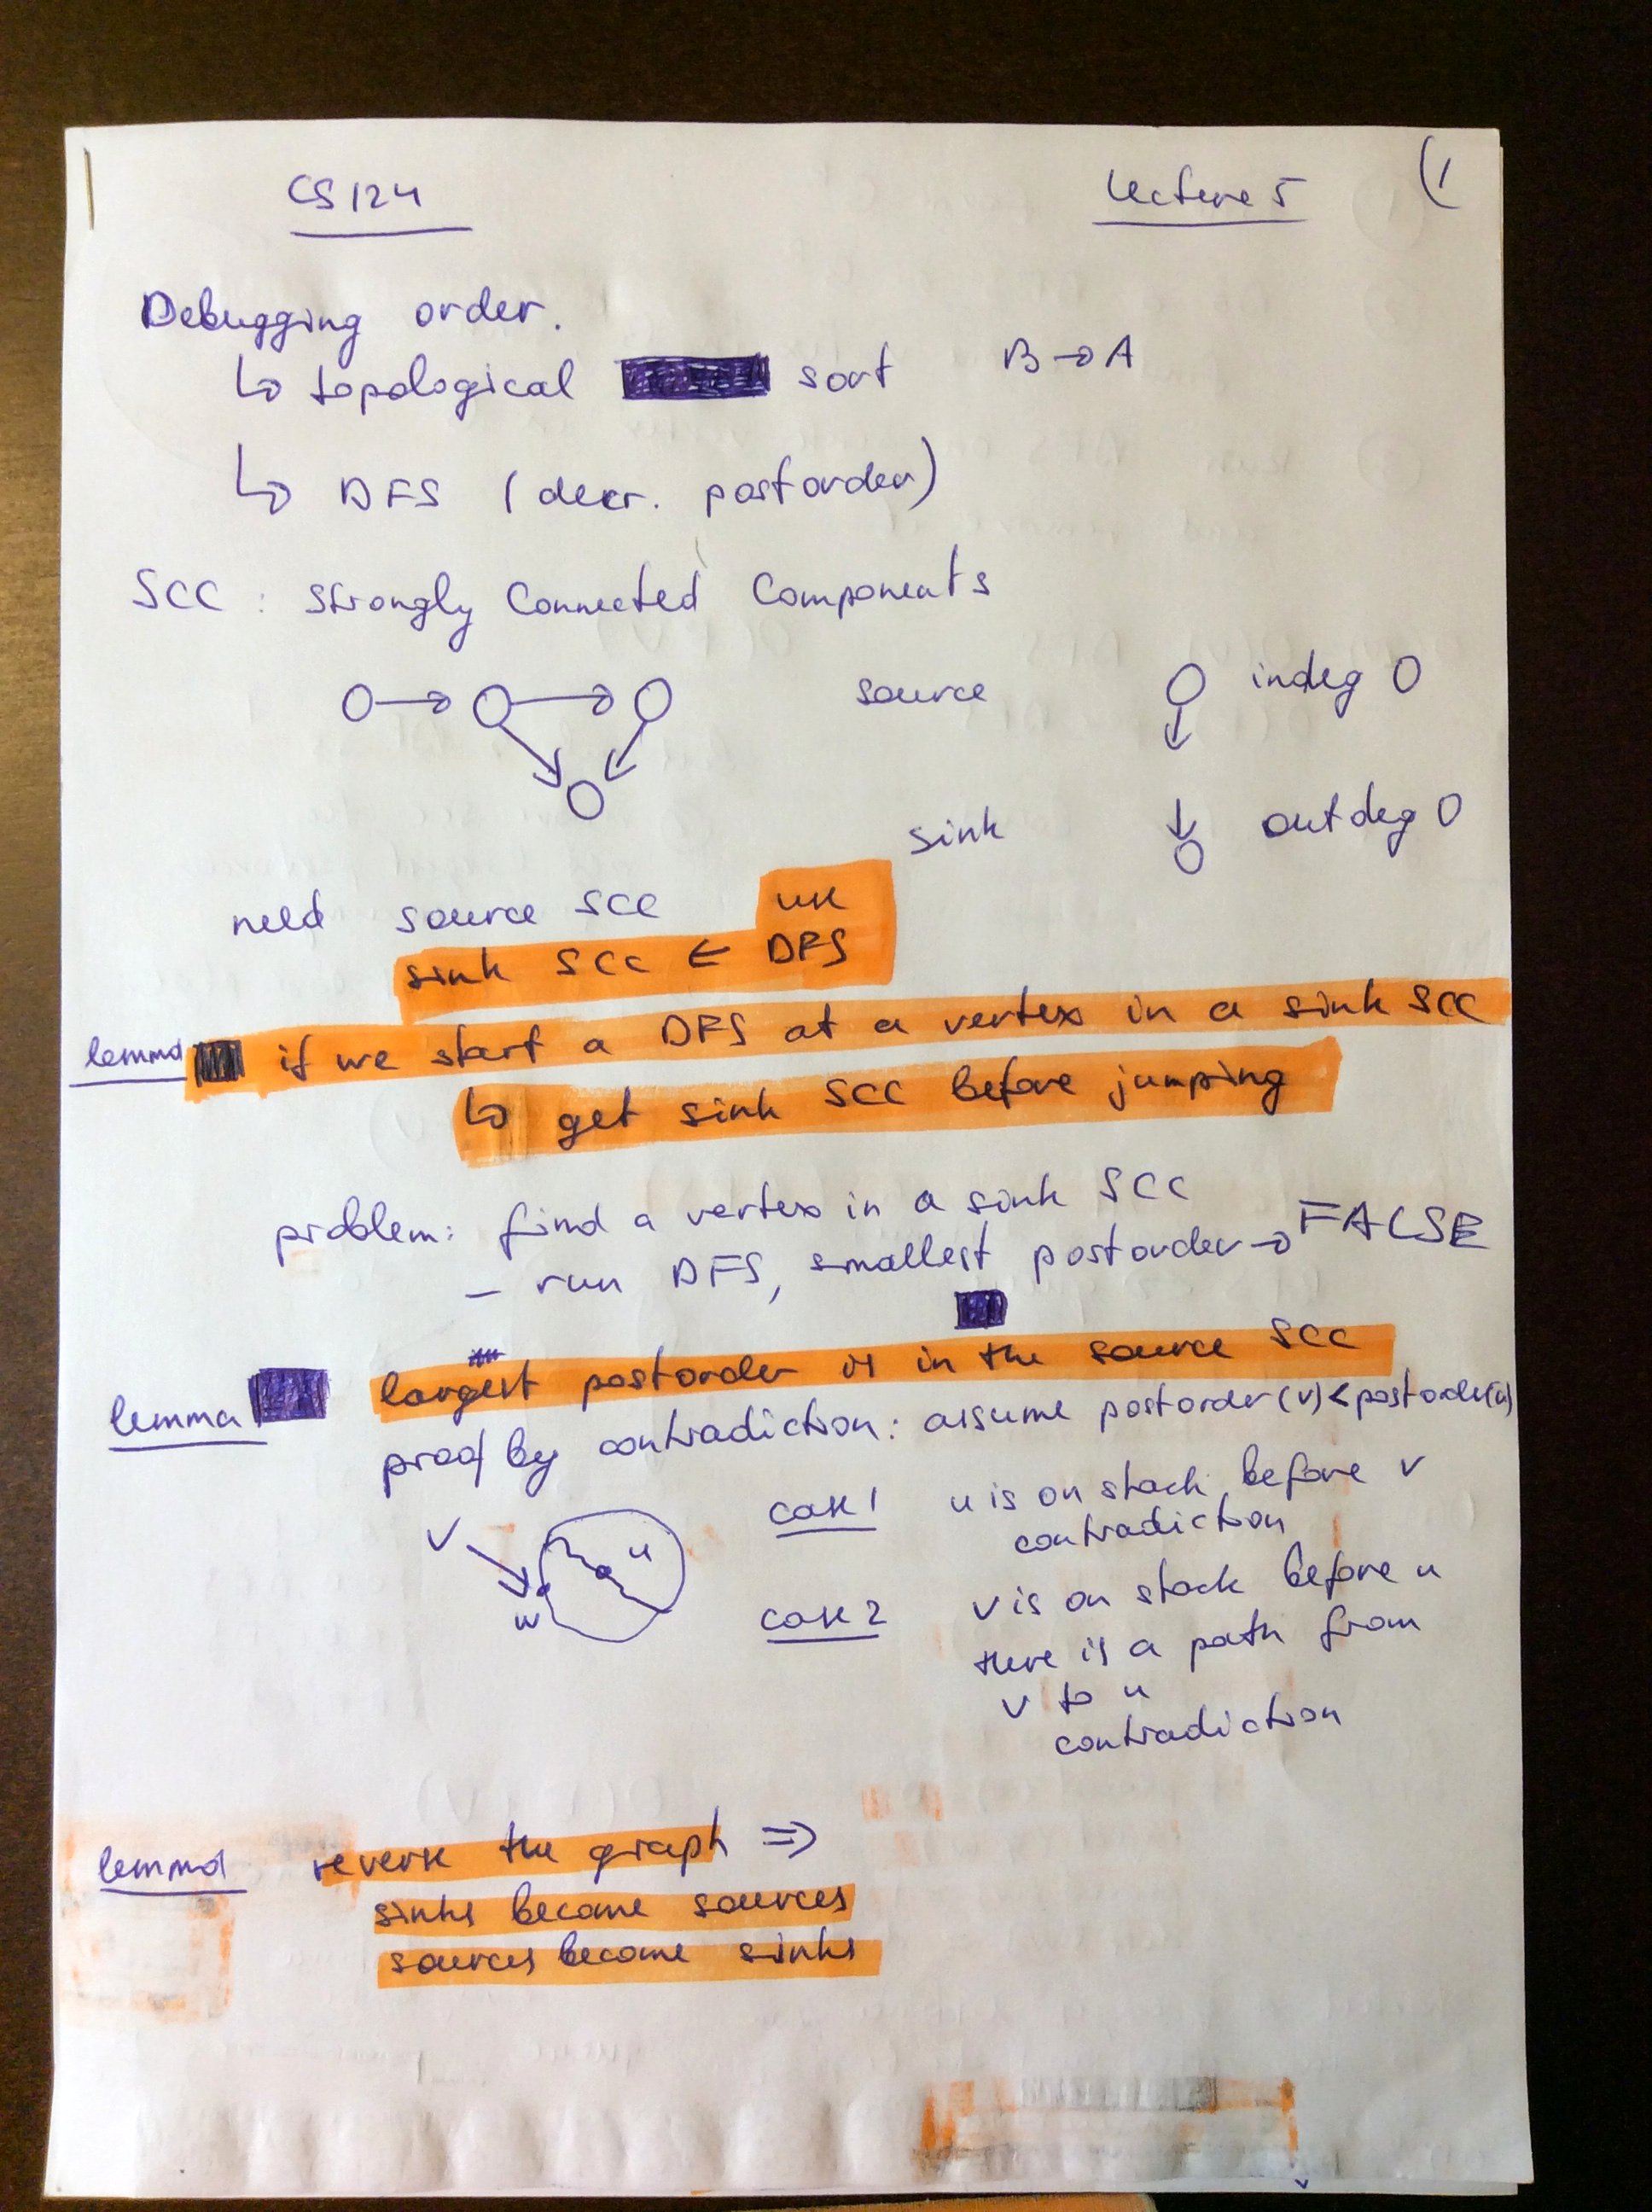 CS 124 Lecture 5 (1
Debugging order.
↳ topological sort B → A
↳ DFS (decr. postorder)
SCC : Strongly Connected Components
source indeg 0
sink outdeg 0
need source SCC use
sink SCC ← DFS
lemma if we start a DFS at a vertex in a sink SCC
↳ get sink SCC before jumping
problem: find a vertex in a sink SCC
- run DFS, smallest postorder → FALSE
lemma largest postorder is in the source SCC
proof by contradiction: assume postorder(v) < postorder(u)
case 1 u is on stack before v
contradiction
v u
w
case 2 v is on stack before u
there is a path from
v to u
contradiction
lemma reverse the graph ⇒
sinks become sources
sources become sinks